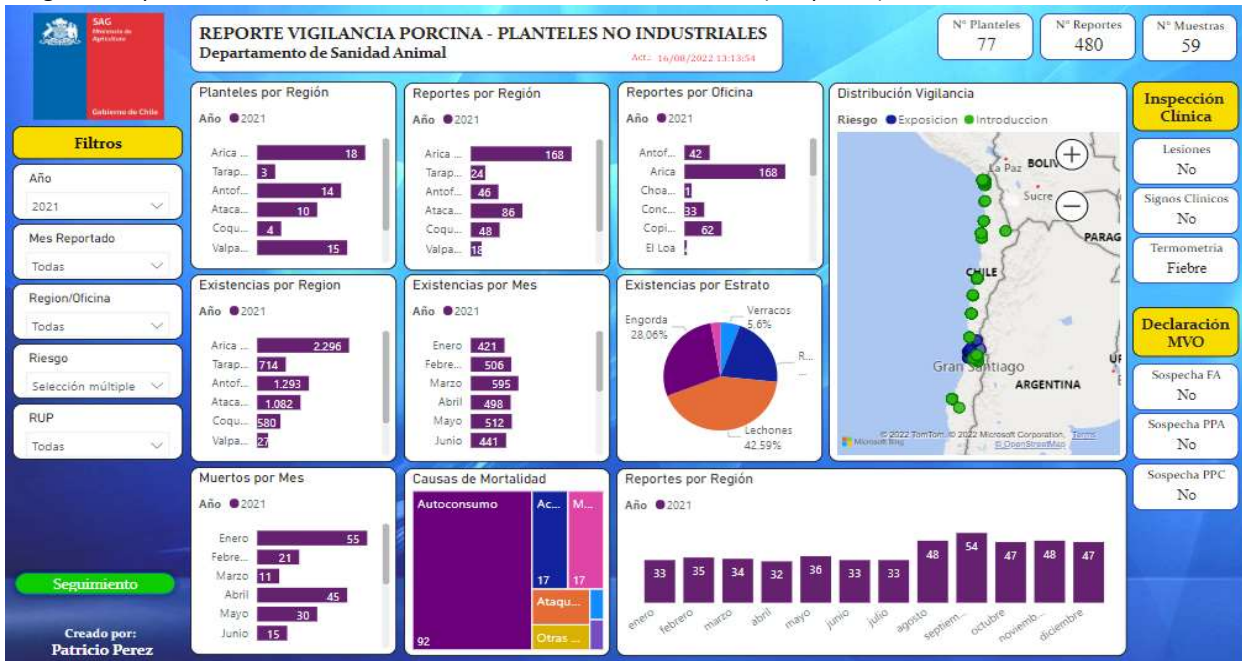 SAG
Ministerio de
Agricultura
Gobierno de Chile
REPORTE VIGILANCIA PORCINA - PLANTELES NO INDUSTRIALES
Departamento de Sanidad Animal
Act.: 16/08/2022 13:13:54
N° Planteles
77
N° Reportes
480
N° Muestras
59
Filtros
Año
2021
Mes Reportado
Todas
Region/Oficina
Todas
Riesgo
Selección múltiple
RUP
Todas
Seguimiento
Creado por:
Patricio Perez
Planteles por Región
Año 2021
Arica ... 18
Tarap... 3
Antof... 14
Ataca... 10
Coqu... 4
Valpa... 15
Reportes por Región
Año 2021
Arica ... 168
Tarap... 24
Antof... 46
Ataca... 86
Coqu... 48
Valpa... 18
Reportes por Oficina
Año 2021
Antof... 42
Arica 168
Choa... 1
Conc... 33
Copi... 62
El Loa
Distribución Vigilancia
Riesgo Exposicion Introduccion
La Paz
BOLIV
Sucre
PARAG
CHILE
Gran Santiago
ARGENTINA
UF
© 2022 TomTom, © 2022 Microsoft Corporation, Terms
Microsoft Bing
© OpenStreetMap
Inspección
Clínica
Lesiones
No
Signos Clinicos
No
Termometria
Fiebre
Declaración
MVO
Sospecha FA
No
Sospecha PPA
No
Sospecha PPC
No
Existencias por Region
Año 2021
Arica ... 2.296
Tarap... 714
Antof... 1.293
Ataca... 1.082
Coqu... 580
Valpa... 27
Existencias por Mes
Año 2021
Enero 421
Febre... 506
Marzo 595
Abril 498
Mayo 512
Junio 441
Existencias por Estrato
Engorda
28,06%
Verracos
5.6%
R...
...
Lechones
42.59%
Muertos por Mes
Año 2021
Enero 55
Febre... 21
Marzo 11
Abril 45
Mayo 30
Junio 15
Causas de Mortalidad
Autoconsumo
92
Ac...
17
M...
17
Ataqu...
Otras ...
Reportes por Región
Año 2021
33 35 34 32 36 33 33 48 54 47 48 47
enero febrero marzo abril mayo junio julio agosto septiem... octubre noviemb... diciembre